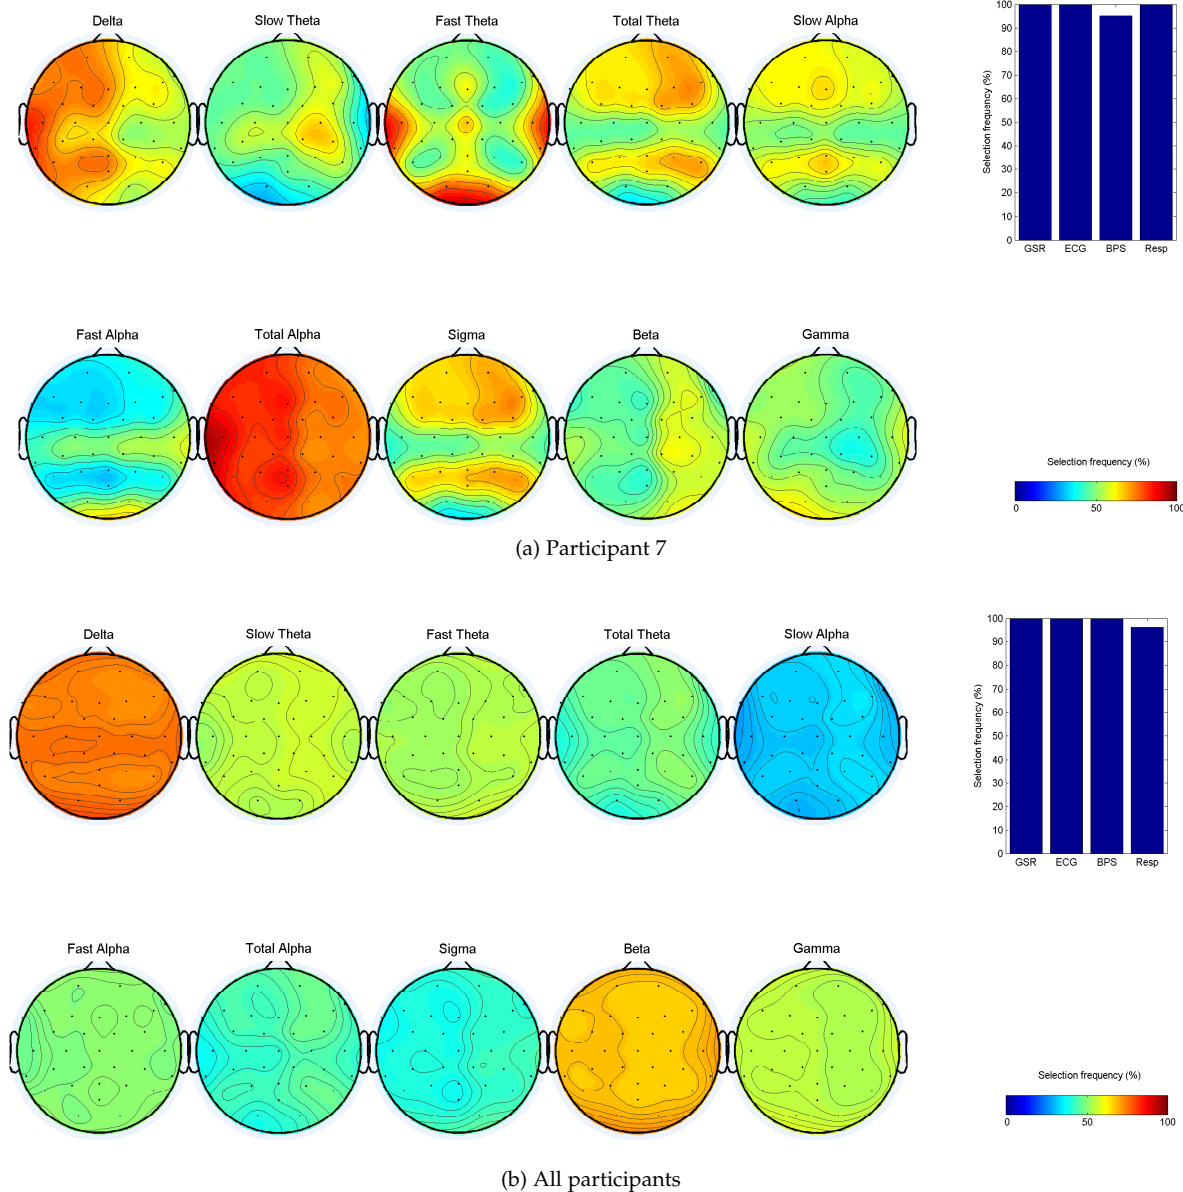 Delta Slow Theta Fast Theta Total Theta Slow Alpha
100
90
80
70
60
50
40
30
20
10
0
Selection frequency (%)
GSR ECG BPS Resp
Fast Alpha Total Alpha Sigma Beta Gamma
Selection frequency (%)
0 50 100
(a) Participant 7
Delta Slow Theta Fast Theta Total Theta Slow Alpha
100
90
80
70
60
50
40
30
20
10
0
Selection frequency (%)
GSR ECG BPS Resp
Fast Alpha Total Alpha Sigma Beta Gamma
Selection frequency (%)
0 50 100
(b) All participants